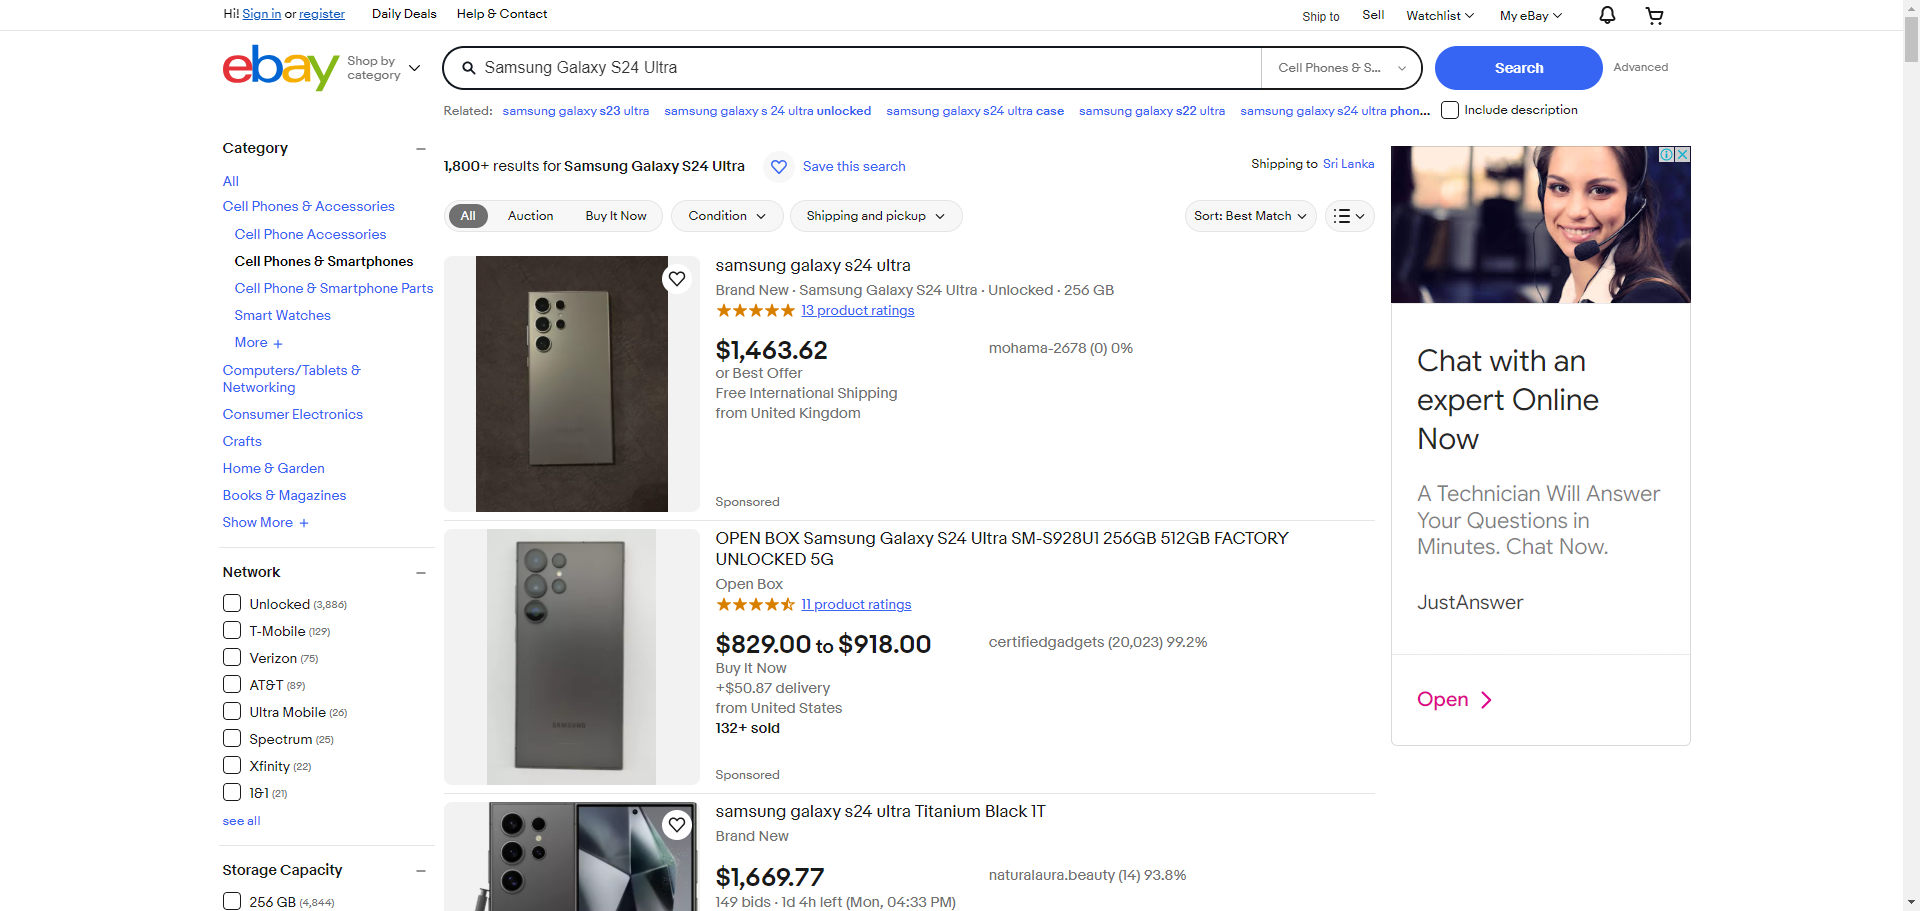 Hi! Sign in or register
Daily Deals
Help & Contact
Ship to
Sell
Watchlist
My eBay
ebay
Shop by
category
Samsung Galaxy S24 Ultra
Cell Phones & S...
Search
Advanced
Related:
samsung galaxy s23 ultra
samsung galaxy s 24 ultra unlocked
samsung galaxy s24 ultra case
samsung galaxy s22 ultra
samsung galaxy s24 ultra phon...
Include description
Category
All
Cell Phones & Accessories
Cell Phone Accessories
Cell Phones & Smartphones
Cell Phone & Smartphone Parts
Smart Watches
More +
Computers/Tablets &
Networking
Consumer Electronics
Crafts
Home & Garden
Books & Magazines
Show More +
Network
Unlocked (3,886)
T-Mobile (129)
Verizon (75)
AT&T (89)
Ultra Mobile (26)
Spectrum (25)
Xfinity (22)
1&1 (21)
see all
Storage Capacity
256 GB (4,844)
1,800+ results for Samsung Galaxy S24 Ultra
Save this search
Shipping to Sri Lanka
All
Auction
Buy It Now
Condition
Shipping and pickup
Sort: Best Match
samsung galaxy s24 ultra
Brand New · Samsung Galaxy S24 Ultra · Unlocked · 256 GB
13 product ratings
$1,463.62
mohama-2678 (0) 0%
or Best Offer
Free International Shipping
from United Kingdom
Sponsored
OPEN BOX Samsung Galaxy S24 Ultra SM-S928U1 256GB 512GB FACTORY
UNLOCKED 5G
Open Box
11 product ratings
$829.00 to $918.00
certifiedgadgets (20,023) 99.2%
Buy It Now
+$50.87 delivery
from United States
132+ sold
Sponsored
SAMSUNG
samsung galaxy s24 ultra Titanium Black 1T
Brand New
$1,669.77
naturalaura.beauty (14) 93.8%
149 bids · 1d 4h left (Mon, 04:33 PM)
Chat with an
expert Online
Now
A Technician Will Answer
Your Questions in
Minutes. Chat Now.
JustAnswer
Open